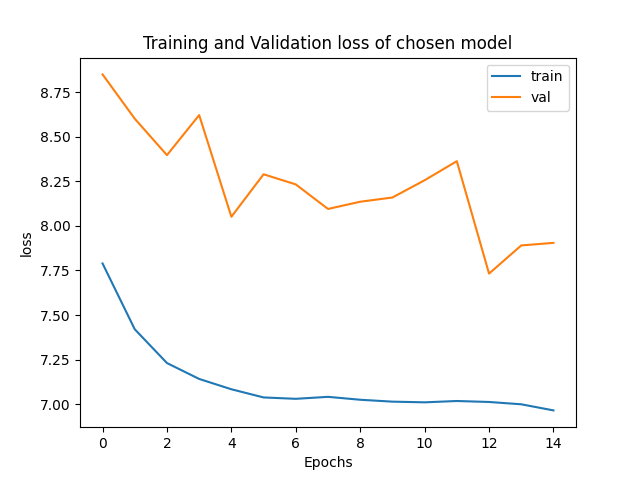 Training and Validation loss of chosen model
train
val
8.75
8.50
8.25
8.00
7.75
7.50
7.25
7.00
loss
0 2 4 6 8 10 12 14
Epochs